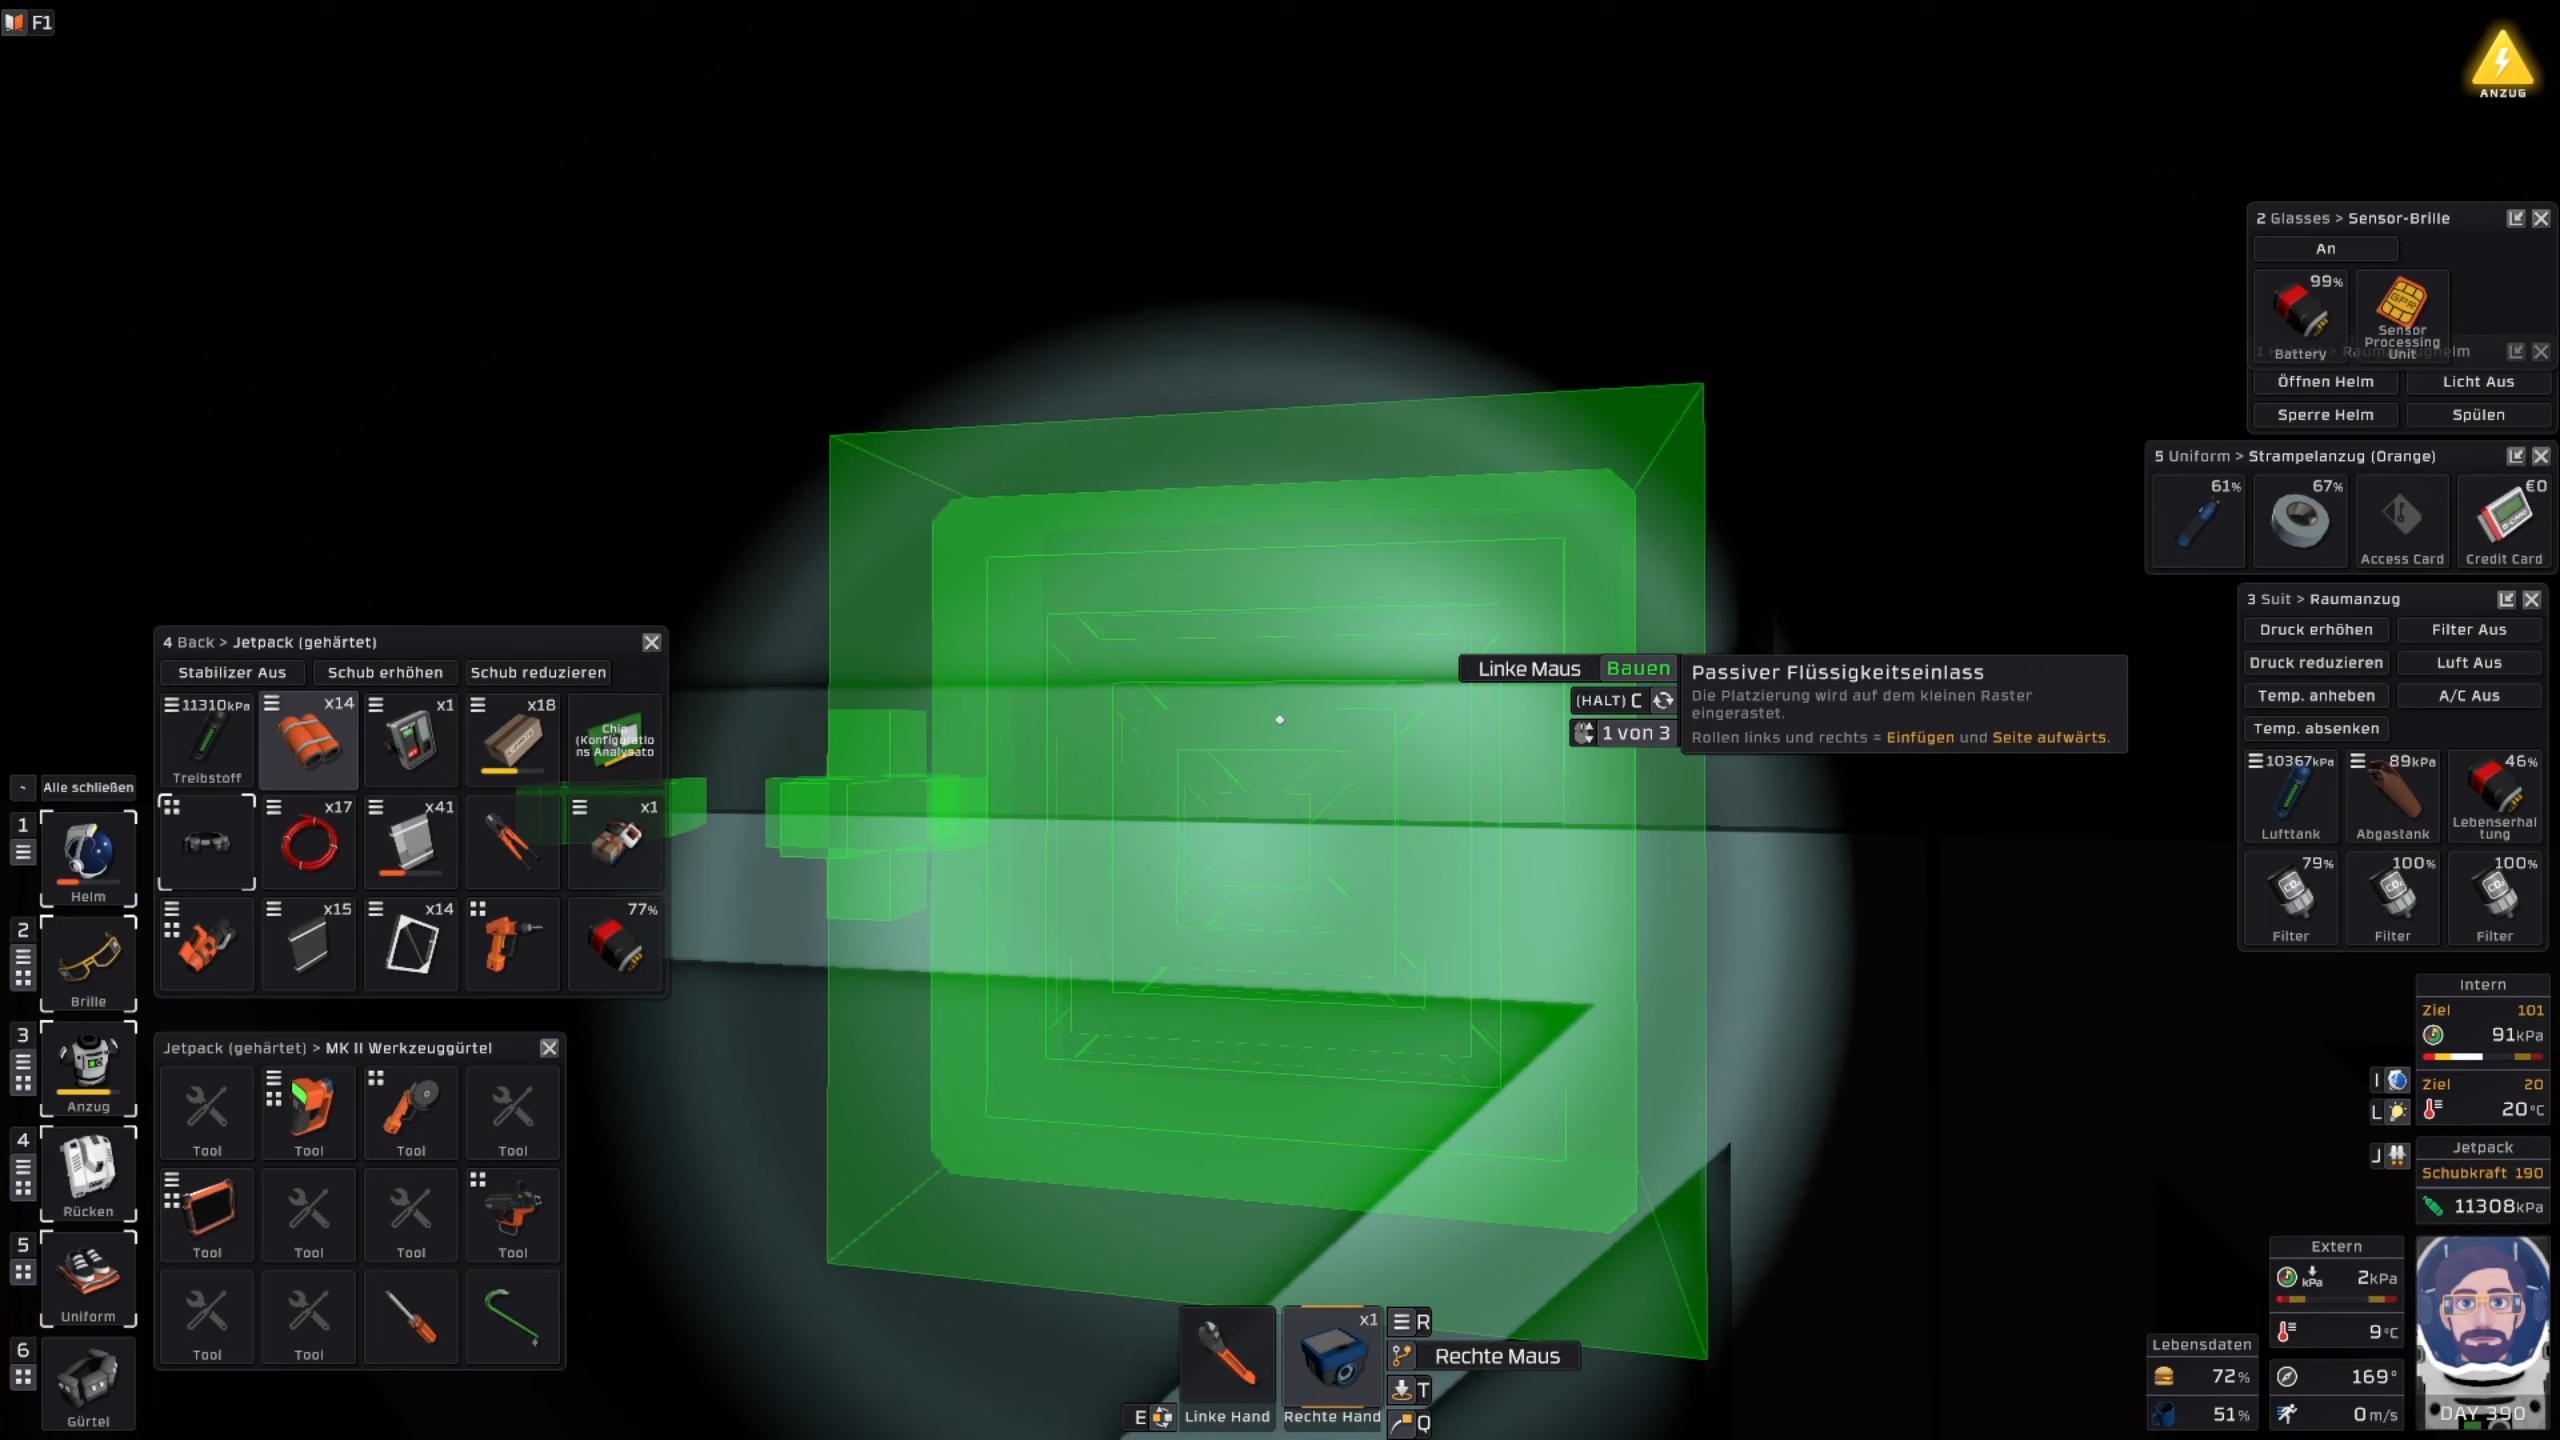 F1
ANZUG
2 Glasses > Sensor-Brille
An
99%
Battery
Sensor Processing Unit
Öffnen Helm
Licht Aus
Sperre Helm
Spülen
5 Uniform > Strampelanzug (Orange)
61%
67%
€0
Access Card
Credit Card
3 Suit > Raumanzug
Druck erhöhen
Filter Aus
Druck reduzieren
Luft Aus
Temp. anheben
A/C Aus
Temp. absenken
10367kPa
89kPa
46%
Lufttank
Abgastank
Lebenserhal
tung
79%
100%
100%
Filter
Filter
Filter
Linke Maus
Bauen
(HALT) C
1 von 3
Passiver Flüssigkeitseinlass
Die Platzierung wird auf dem kleinen Raster
eingerastet.
Rollen links und rechts = Einfügen und Seite aufwärts.
4 Back > Jetpack (gehärtet)
Stabilizer Aus
Schub erhöhen
Schub reduzieren
11310kPa
x14
x1
x18
Treibstoff
Chip
(Konfiguratio
ns Analysato
x17
x41
x1
x15
x14
77%
Jetpack (gehärtet) > MK II Werkzeuggürtel
Tool
Tool
Tool
Tool
Tool
Tool
Tool
Tool
Tool
Tool
~
Alle schließen
1
Helm
2
Brille
3
Anzug
4
Rücken
5
Uniform
6
Gürtel
E
Linke Hand
x1
Rechte Hand
R
Rechte Maus
T
Q
Intern
Ziel 101
91kPa
Ziel 20
20°C
I
L
J
Jetpack
Schubkraft 190
11308kPa
Extern
kPa
2kPa
9°C
169°
0m/s
Lebensdaten
72%
51%
DAY 390